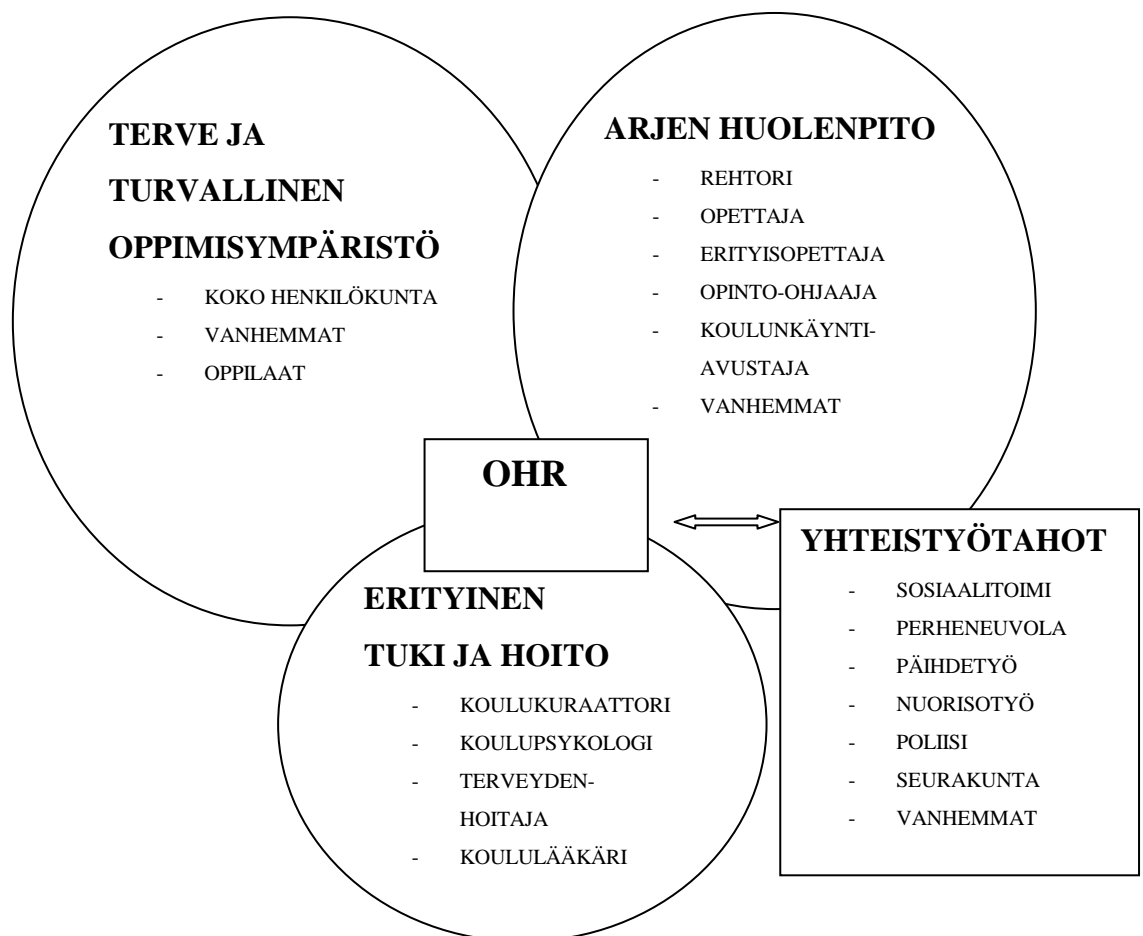 TERVE JA
TURVALLINEN
OPPIMISYMPÄRISTÖ
- KOKO HENKILÖKUNTA
- VANHEMMAT
- OPPILAAT
ARJEN HUOLENPITO
- REHTORI
- OPETTAJA
- ERITYISOPETTAJA
- OPINTO-OHJAAJA
- KOULUNKÄYNTI-
AVUSTAJA
- VANHEMMAT
OHR
ERITYINEN
TUKI JA HOITO
- KOULUKURAATTORI
- KOULUPSYKOLOGI
- TERVEYDEN-
HOITAJA
- KOULULÄÄKÄRI
YHTEISTYÖTAHOT
- SOSIAALITOIMI
- PERHENEUVOLA
- PÄIHDETYÖ
- NUORISOTYÖ
- POLIISI
- SEURAKUNTA
- VANHEMMAT